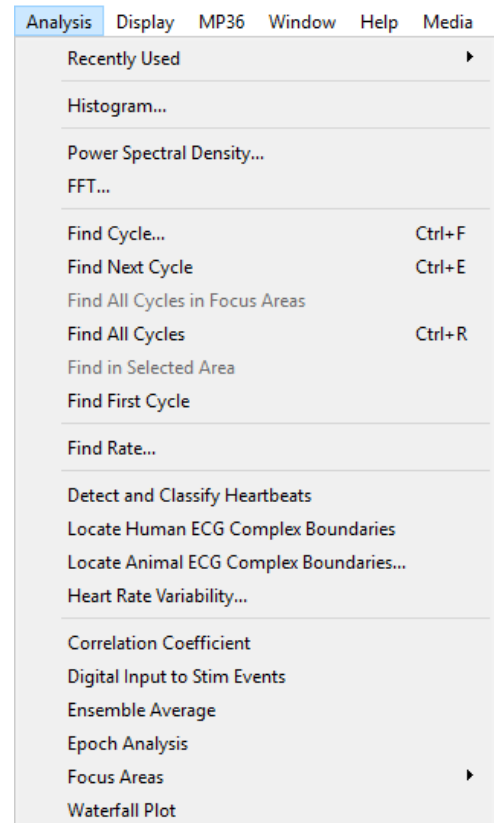 Analysis Display MP36 Window Help Media
Recently Used
Histogram...
Power Spectral Density...
FFT...
Find Cycle... Ctrl+F
Find Next Cycle Ctrl+E
Find All Cycles in Focus Areas
Find All Cycles Ctrl+R
Find in Selected Area
Find First Cycle
Find Rate...
Detect and Classify Heartbeats
Locate Human ECG Complex Boundaries
Locate Animal ECG Complex Boundaries...
Heart Rate Variability...
Correlation Coefficient
Digital Input to Stim Events
Ensemble Average
Epoch Analysis
Focus Areas
Waterfall Plot